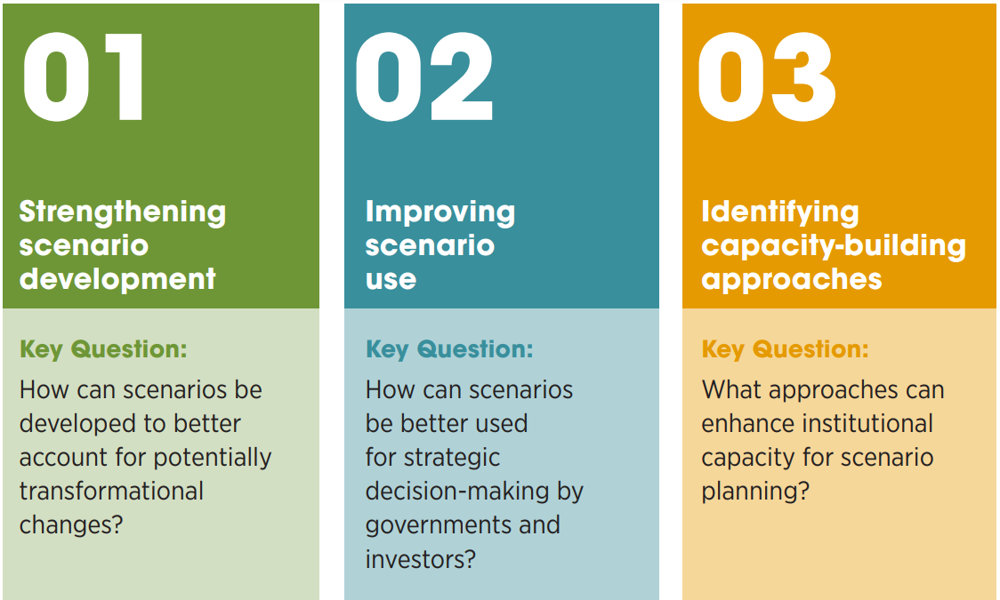 01
Strengthening
scenario
development
Key Question:
How can scenarios be
developed to better
account for potentially
transformational
changes?
02
Improving
scenario
use
Key Question:
How can scenarios
be better used
for strategic
decision-making by
governments and
investors?
03
Identifying
capacity-building
approaches
Key Question:
What approaches can
enhance institutional
capacity for scenario
planning?